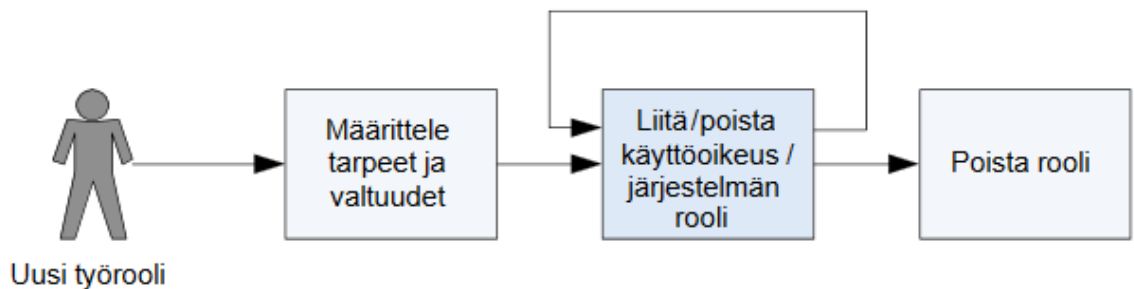 Määrittele
tarpeet ja
valtuudet
Liitä/poista
käyttöoikeus /
järjestelmän
rooli
Poista rooli
Uusi työrooli